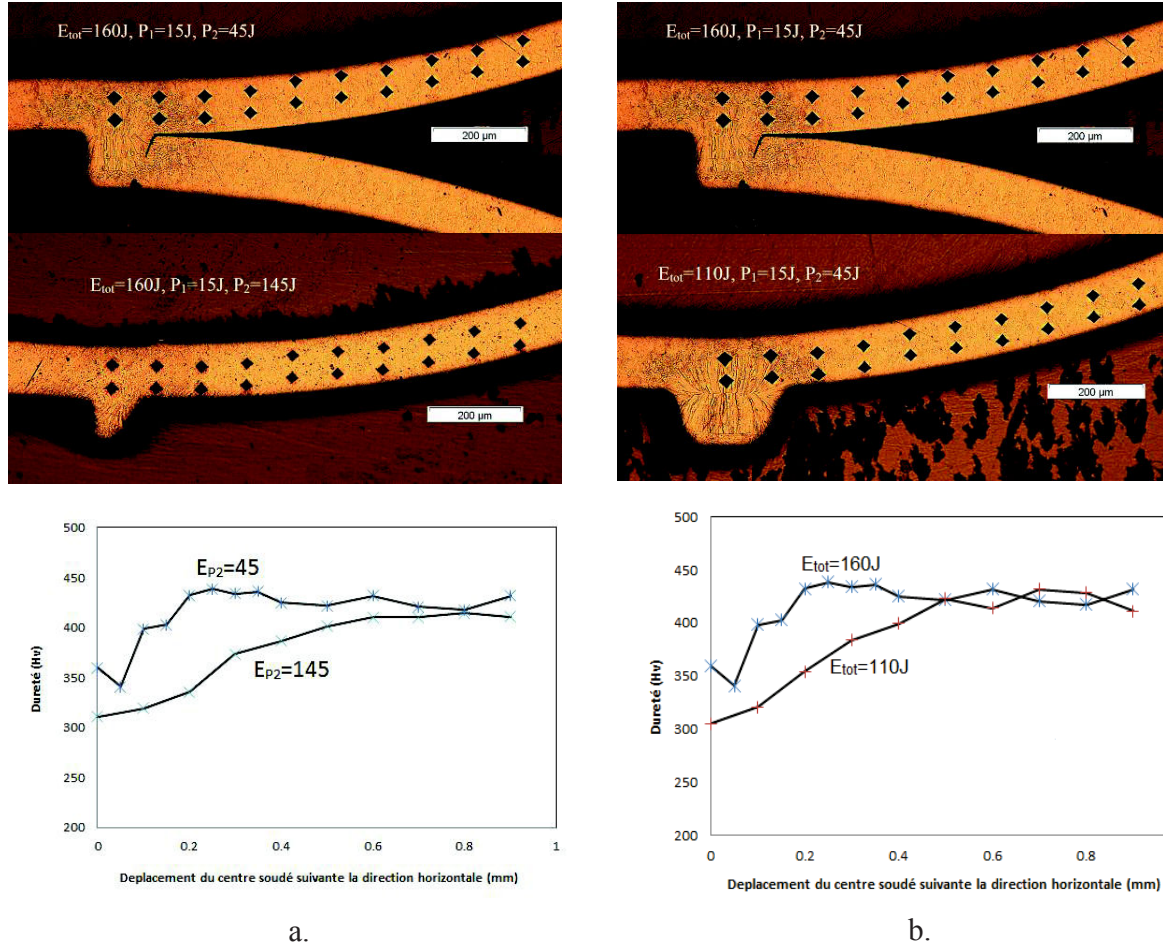 Etot=160J, P1=15J, P2=45J
200 µm
Etot=160J, P1=15J, P2=145J
200 µm
500
450
400
350
300
250
200
0
0.2
0.4
0.6
0.8
1
EP2=45
EP2=145
Dureté (Hv)
Deplacement du centre soudé suivante la direction horizontale (mm)
a.
Etot=160J, P1=15J, P2=45J
200 µm
Etot=110J, P1=15J, P2=45J
200 µm
500
450
400
350
300
250
200
0
0.2
0.4
0.6
0.8
Etot=160J
Etot=110J
Dureté (Hv)
Deplacement du centre soudé suivante la direction horizontale (mm)
b.